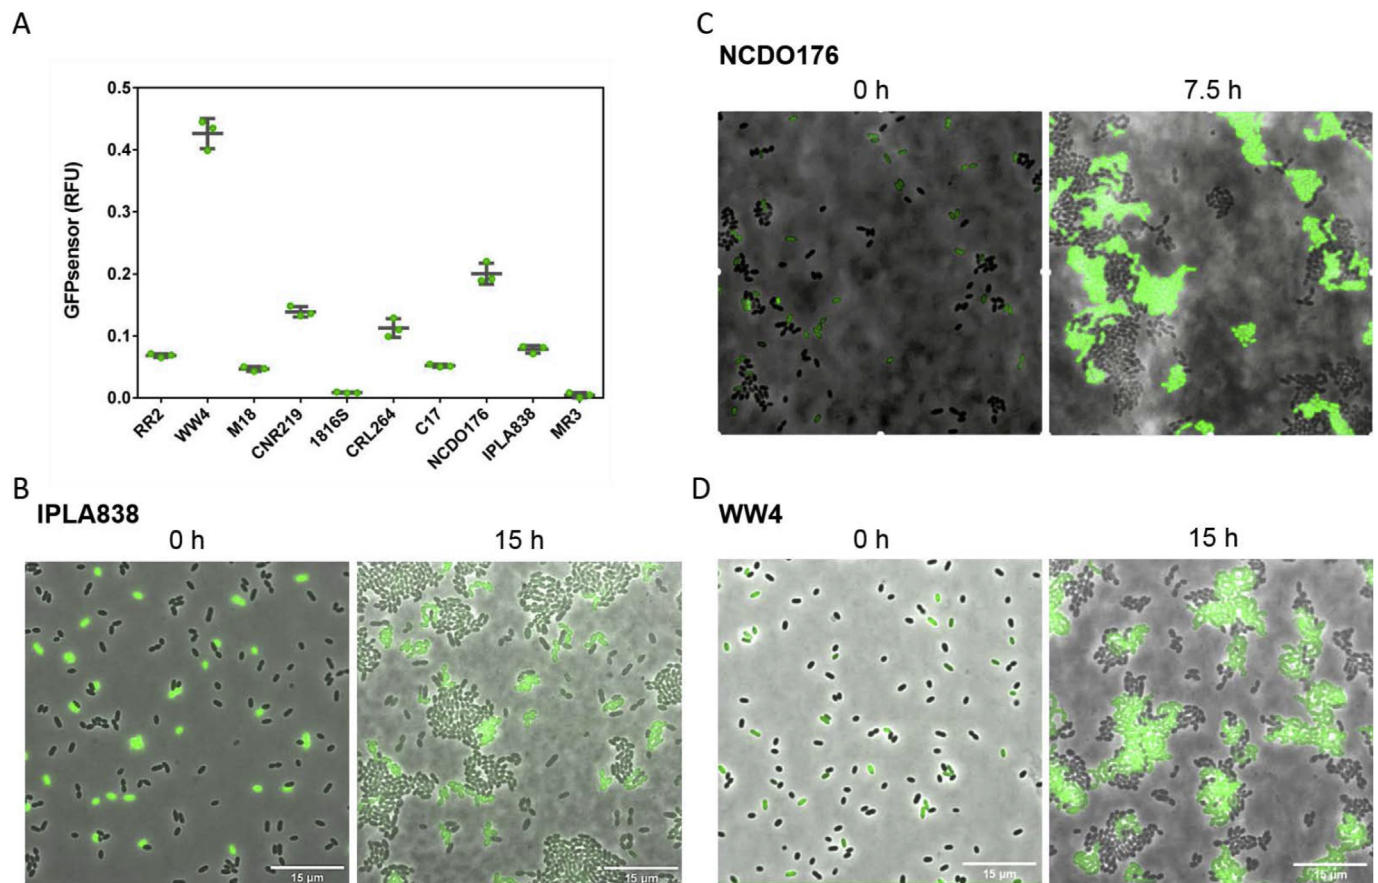 A
0.5
0.4
0.3
0.2
0.1
0.0
GFPsensor (RFU)
RR2
WW4
M18
CNR219
1816S
CRL264
C17
NCDO176
IPLA838
MR3
C
NCDO176
0 h
7.5 h
B
IPLA838
0 h
15 h
15 µm
15 µm
D
WW4
0 h
15 h
15 µm
15 µm